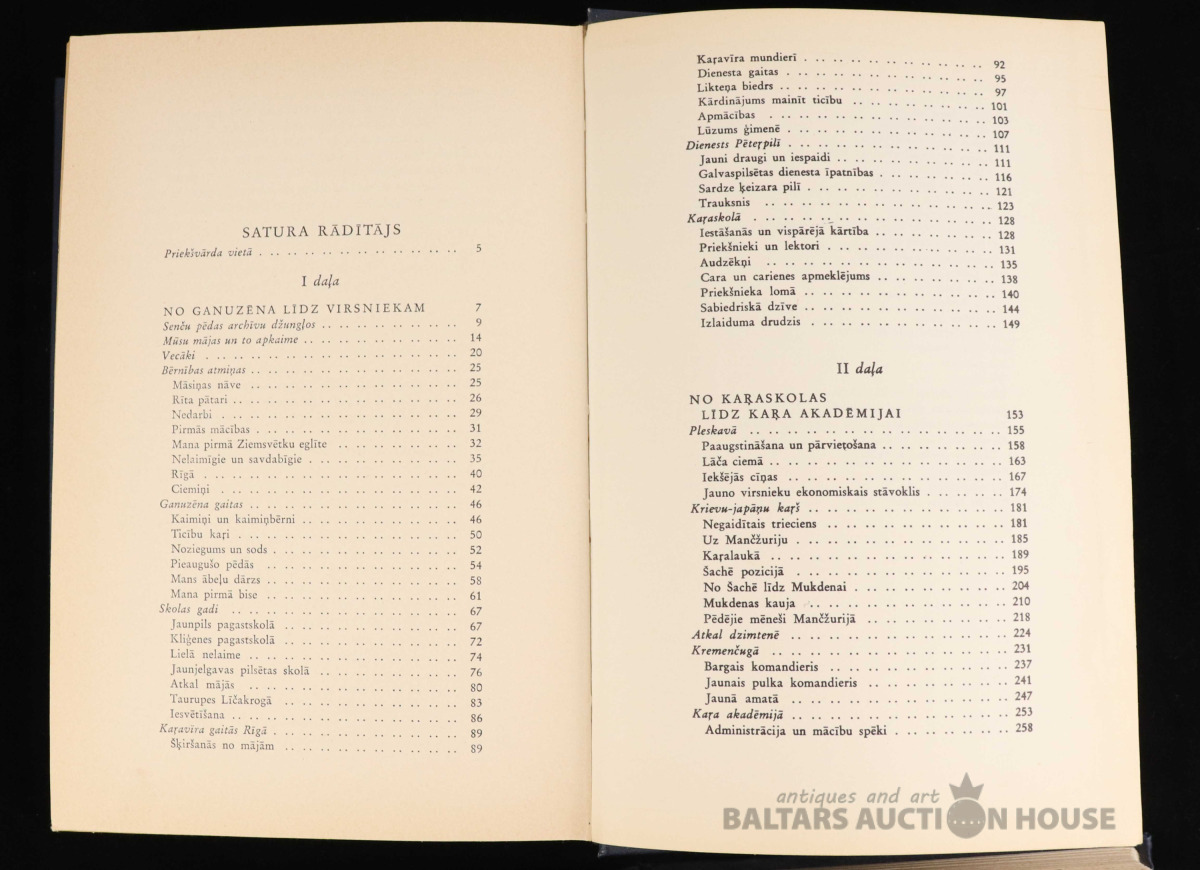 SATURA RĀDĪTĀJS
Priekšvārda vietā . . . . . . . . . . . . . . . . 5
I daļa
NO GANUZĒNA LĪDZ VIRSNIEKAM 7
Senču pēdas archīvu džungļos . . . . . . . . . . 9
Mūsu mājas un to apkaime . . . . . . . . . . 14
Vecāki . . . . . . . . . . 20
Bērnības atmiņas . . . . . . . . . . 25
Māsiņas nāve . . . . . . . . . . 25
Rīta pātari . . . . . . . . . . 26
Nedarbi . . . . . . . . . . 29
Pirmās mācības . . . . . . . . . . 31
Mana pirmā Ziemsvētku eglīte . . . . . . . . . . 32
Nelaimīgie un savdabīgie . . . . . . . . . . 35
Rīgā . . . . . . . . . . 40
Ciemiņi . . . . . . . . . . 42
Ganuzēna gaitas . . . . . . . . . . 46
Kaimiņi un kaimiņbērni . . . . . . . . . . 46
Ticību kaŗi . . . . . . . . . . 50
Noziegums un sods . . . . . . . . . . 52
Pieaugušo pēdās . . . . . . . . . . 54
Mans ābeļu dārzs . . . . . . . . . . 58
Mana pirmā bise . . . . . . . . . . 61
Skolas gadi . . . . . . . . . . 67
Jaunpils pagastskolā . . . . . . . . . . 67
Kliģenes pagastskolā . . . . . . . . . . 72
Lielā nelaime . . . . . . . . . . 74
Jaunjelgavas pilsētas skolā . . . . . . . . . . 76
Atkal mājās . . . . . . . . . . 80
Taurupes Līčakrogā . . . . . . . . . . 83
Iesvētīšana . . . . . . . . . . 86
Kaŗavīra gaitās Rīgā . . . . . . . . . . 89
Šķiršanās no mājām . . . . . . . . . . 89
Kaŗavīra mundierī . . . . . . . . . . 92
Dienesta gaitas . . . . . . . . . . 95
Likteņa biedrs . . . . . . . . . . 97
Kārdinājums mainīt ticību . . . . . . . . . . 101
Apmācības . . . . . . . . . . 103
Lūzums ģimenē . . . . . . . . . . 107
Dienests Pēteŗpilī . . . . . . . . . . 111
Jauni draugi un iespaidi . . . . . . . . . . 111
Galvaspilsētas dienesta īpatnības . . . . . . . . . . 116
Sardze ķeizara pilī . . . . . . . . . . 121
Trauksnis . . . . . . . . . . 123
Kaŗaskolā . . . . . . . . . . 128
Iestāšanās un vispārējā kārtība . . . . . . . . . . 128
Priekšnieki un lektori . . . . . . . . . . 131
Audzēkņi . . . . . . . . . . 135
Cara un carienes apmeklējums . . . . . . . . . . 138
Priekšnieka lomā . . . . . . . . . . 140
Sabiedriskā dzīve . . . . . . . . . . 144
Izlaiduma drudzis . . . . . . . . . . 149
II daļa
NO KAŖASKOLAS
LĪDZ KAŖA AKADĒMIJAI 153
Pleskavā . . . . . . . . . . 155
Paaugstināšana un pārvietošana . . . . . . . . . . 158
Lāča ciemā . . . . . . . . . . 163
Iekšējās cīņas . . . . . . . . . . 167
Jauno virsnieku ekonomiskais stāvoklis . . . . . . . 174
Krievu-japāņu kaŗš . . . . . . . . . . 181
Negaidītais trieciens . . . . . . . . . . 181
Uz Mančžuriju . . . . . . . . . . 185
Kaŗalaukā . . . . . . . . . . 189
Šachē pozicijā . . . . . . . . . . 195
No Šachē līdz Mukdenai . . . . . . . . . . 204
Mukdenas kauja . . . . . . . . . . 210
Pēdējie mēneši Mančžurijā . . . . . . . . . . 218
Atkal dzimtenē . . . . . . . . . . 224
Kremenčugā . . . . . . . . . . 231
Bargais komandieris . . . . . . . . . . 237
Jaunais pulka komandieris . . . . . . . . . . 241
Jaunā amatā . . . . . . . . . . 247
Kaŗa akadēmijā . . . . . . . . . . 253
Administrācija un mācību spēki . . . . . . . . 258
antiques and art
BALTARS AUCTION HOUSE